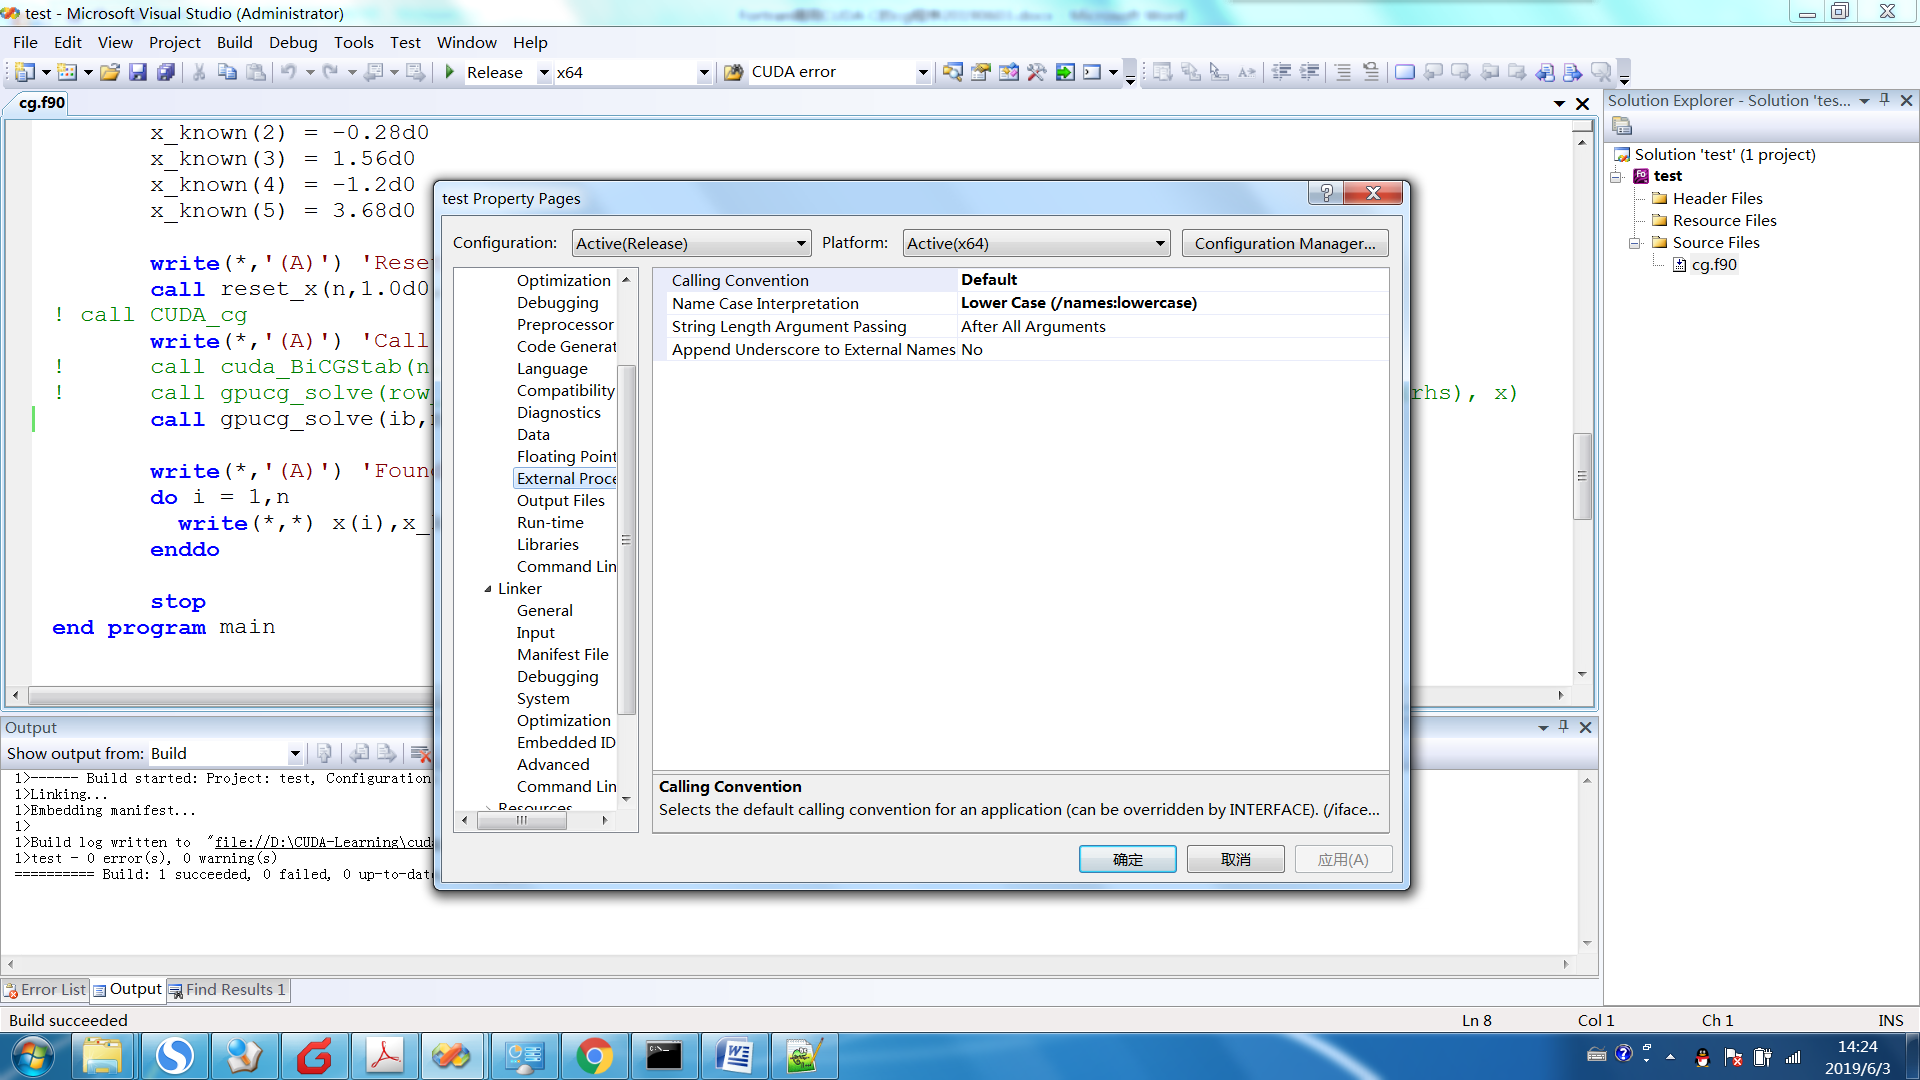 test - Microsoft Visual Studio (Administrator)
File Edit View Project Build Debug Tools Test Window Help
Release x64 CUDA error
cg.f90
x_known(2) = -0.28d0
x_known(3) = 1.56d0
x_known(4) = -1.2d0
x_known(5) = 3.68d0
write(*,'(A)') 'Rese
call reset_x(n,1.0d0
! call CUDA_cg
write(*,'(A)') 'Call
! call cuda_BiCGStab(n
! call gpucg_solve(row rhs), x)
call gpucg_solve(ib,
write(*,'(A)') 'Foun
do i = 1,n
write(*,*) x(i),x_
enddo
stop
end program main
test Property Pages
Configuration: Active(Release) Platform: Active(x64) Configuration Manager...
Optimization
Debugging
Preprocessor
Code Generat
Language
Compatibility
Diagnostics
Data
Floating Point
External Proce
Output Files
Run-time
Libraries
Command Lin
Linker
General
Input
Manifest File
Debugging
System
Optimization
Embedded ID
Advanced
Command Lin
Resources
Calling Convention Default
Name Case Interpretation Lower Case (/names:lowercase)
String Length Argument Passing After All Arguments
Append Underscore to External Names No
Calling Convention
Selects the default calling convention for an application (can be overridden by INTERFACE). (/iface...
确定 取消 应用(A)
Solution Explorer - Solution 'tes...
Solution 'test' (1 project)
test
Header Files
Resource Files
Source Files
cg.f90
Output
Show output from: Build
1>------ Build started: Project: test, Configuration
1>Linking...
1>Embedding manifest...
1>
1>Build log written to "file://D:\CUDA-Learning\cud
1>test - 0 error(s), 0 warning(s)
========== Build: 1 succeeded, 0 failed, 0 up-to-date
Error List Output Find Results 1
Build succeeded Ln 8 Col 1 Ch 1 INS
14:24
2019/6/3